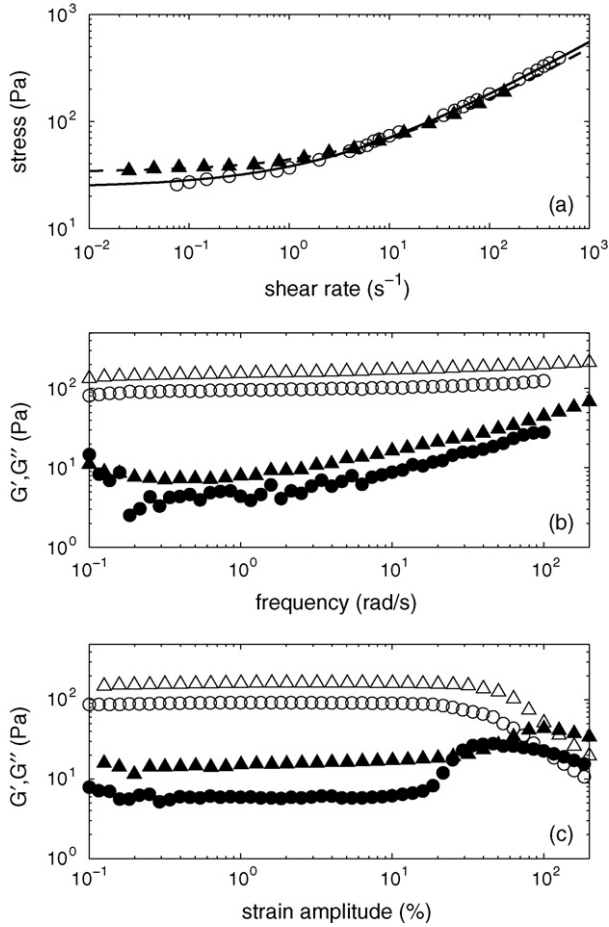 10³
10²
10¹
stress (Pa)
(a)
10⁻² 10⁻¹ 10⁰ 10¹ 10² 10³
shear rate (s⁻¹)
10²
10¹
10⁰
G′,G″ (Pa)
(b)
10⁻¹ 10⁰ 10¹ 10²
frequency (rad/s)
10²
10¹
10⁰
G′,G″ (Pa)
(c)
10⁻¹ 10⁰ 10¹ 10²
strain amplitude (%)